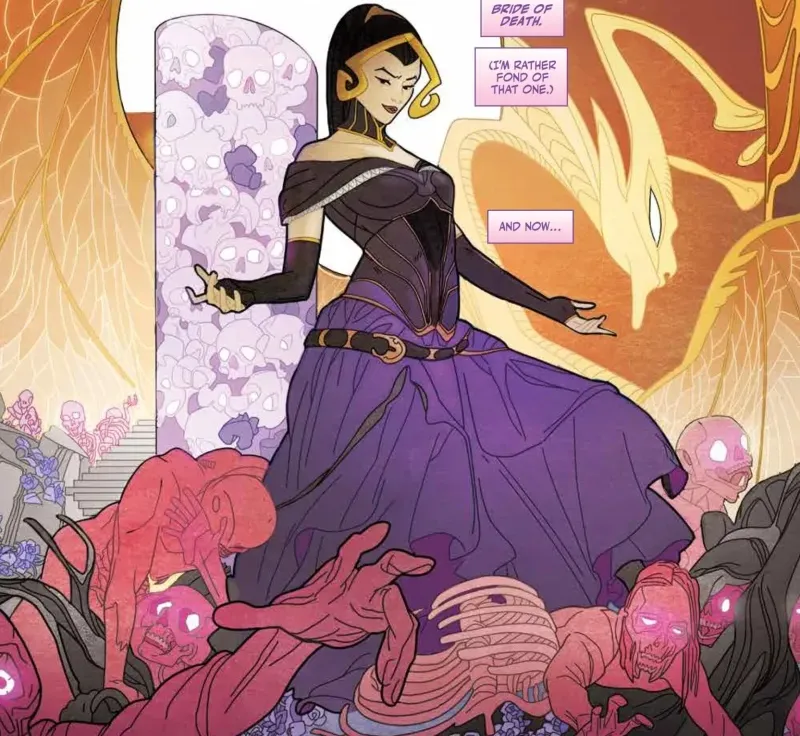 BRIDE OF
DEATH.
(I'M RATHER
FOND OF
THAT ONE.)
AND NOW...